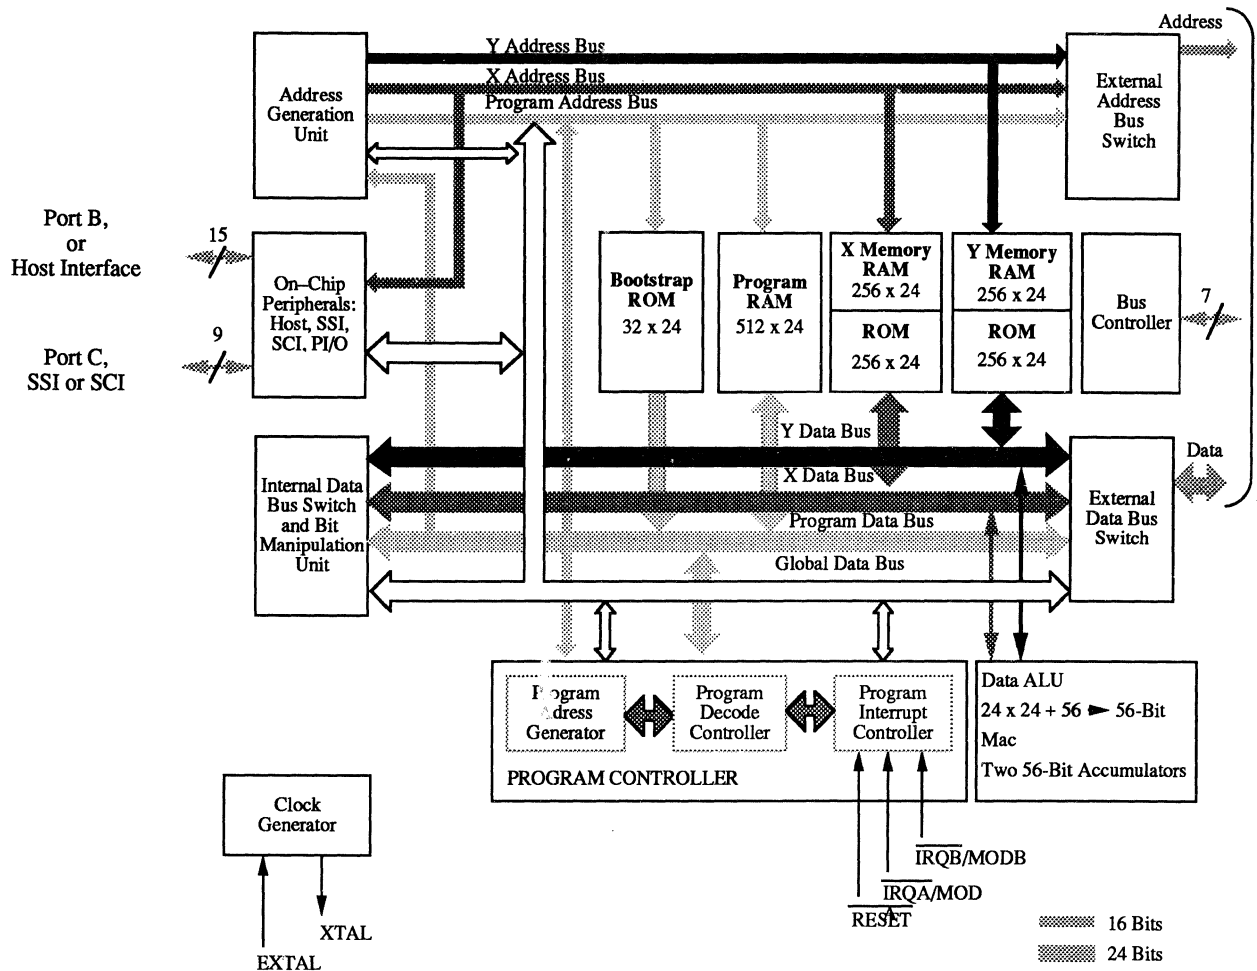 Address
Y Address Bus
X Address Bus
Program Address Bus
Address
Generation
Unit
External
Address
Bus
Switch
Port B,
or
Host Interface
15
On–Chip
Peripherals:
Host, SSI,
SCI, PI/O
9
Port C,
SSI or SCI
Bootstrap
ROM
32 x 24
Program
RAM
512 x 24
X Memory
RAM
256 x 24
ROM
256 x 24
Y Memory
RAM
256 x 24
ROM
256 x 24
Bus
Controller
7
Y Data Bus
X Data Bus
Program Data Bus
Global Data Bus
Internal Data
Bus Switch
and Bit
Manipulation
Unit
External
Data Bus
Switch
Data
Program
Adress
Generator
Program
Decode
Controller
Program
Interrupt
Controller
PROGRAM CONTROLLER
Data ALU
24 x 24 + 56 56-Bit
Mac
Two 56-Bit Accumulators
Clock
Generator
EXTAL
XTAL
IRQB/MODB
IRQA/MOD
A
RESET
16 Bits
24 Bits